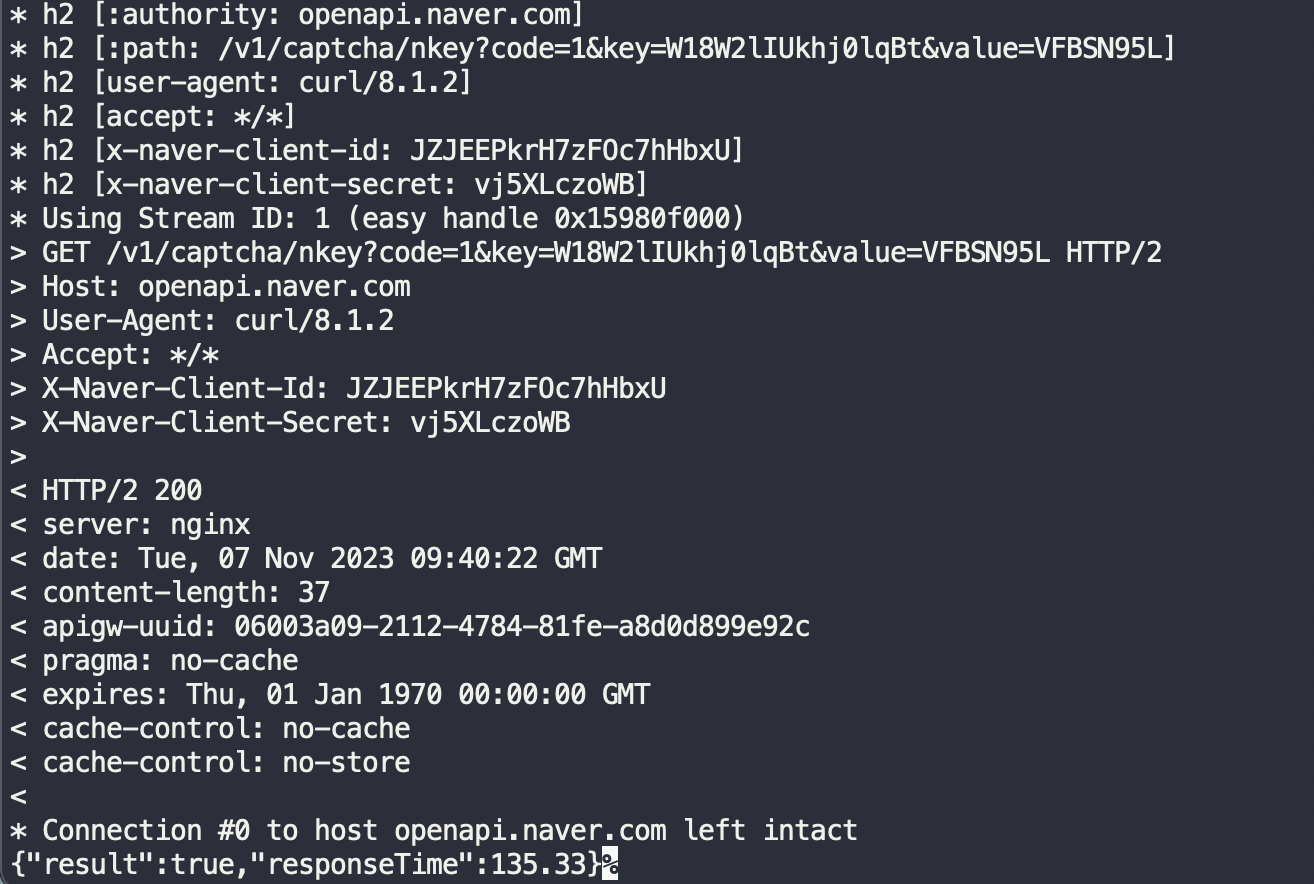 * h2 [:authority: openapi.naver.com]
* h2 [:path: /v1/captcha/nkey?code=1&key=W18W2lIUkhj0lqBt&value=VFBSN95L]
* h2 [user-agent: curl/8.1.2]
* h2 [accept: */*]
* h2 [x-naver-client-id: JZJEEPkrH7zFOc7hHbxU]
* h2 [x-naver-client-secret: vj5XLczoWB]
* Using Stream ID: 1 (easy handle 0x15980f000)
> GET /v1/captcha/nkey?code=1&key=W18W2lIUkhj0lqBt&value=VFBSN95L HTTP/2
> Host: openapi.naver.com
> User-Agent: curl/8.1.2
> Accept: */*
> X-Naver-Client-Id: JZJEEPkrH7zFOc7hHbxU
> X-Naver-Client-Secret: vj5XLczoWB
>
< HTTP/2 200
< server: nginx
< date: Tue, 07 Nov 2023 09:40:22 GMT
< content-length: 37
< apigw-uuid: 06003a09-2112-4784-81fe-a8d0d899e92c
< pragma: no-cache
< expires: Thu, 01 Jan 1970 00:00:00 GMT
< cache-control: no-cache
< cache-control: no-store
<
* Connection #0 to host openapi.naver.com left intact
{"result":true,"responseTime":135.33}%